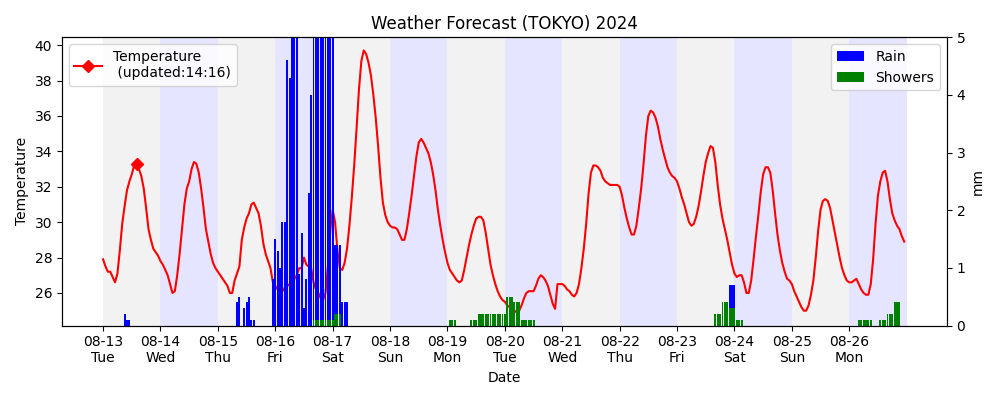 Weather Forecast (TOKYO) 2024
Temperature
(updated:14:16)
Rain
Showers
Temperature
40
38
36
34
32
30
28
26
5
4
3
2
1
0
mm
08-13 08-14 08-15 08-16 08-17 08-18 08-19 08-20 08-21 08-22 08-23 08-24 08-25 08-26
Tue Wed Thu Fri Sat Sun Mon Tue Wed Thu Fri Sat Sun Mon
Date